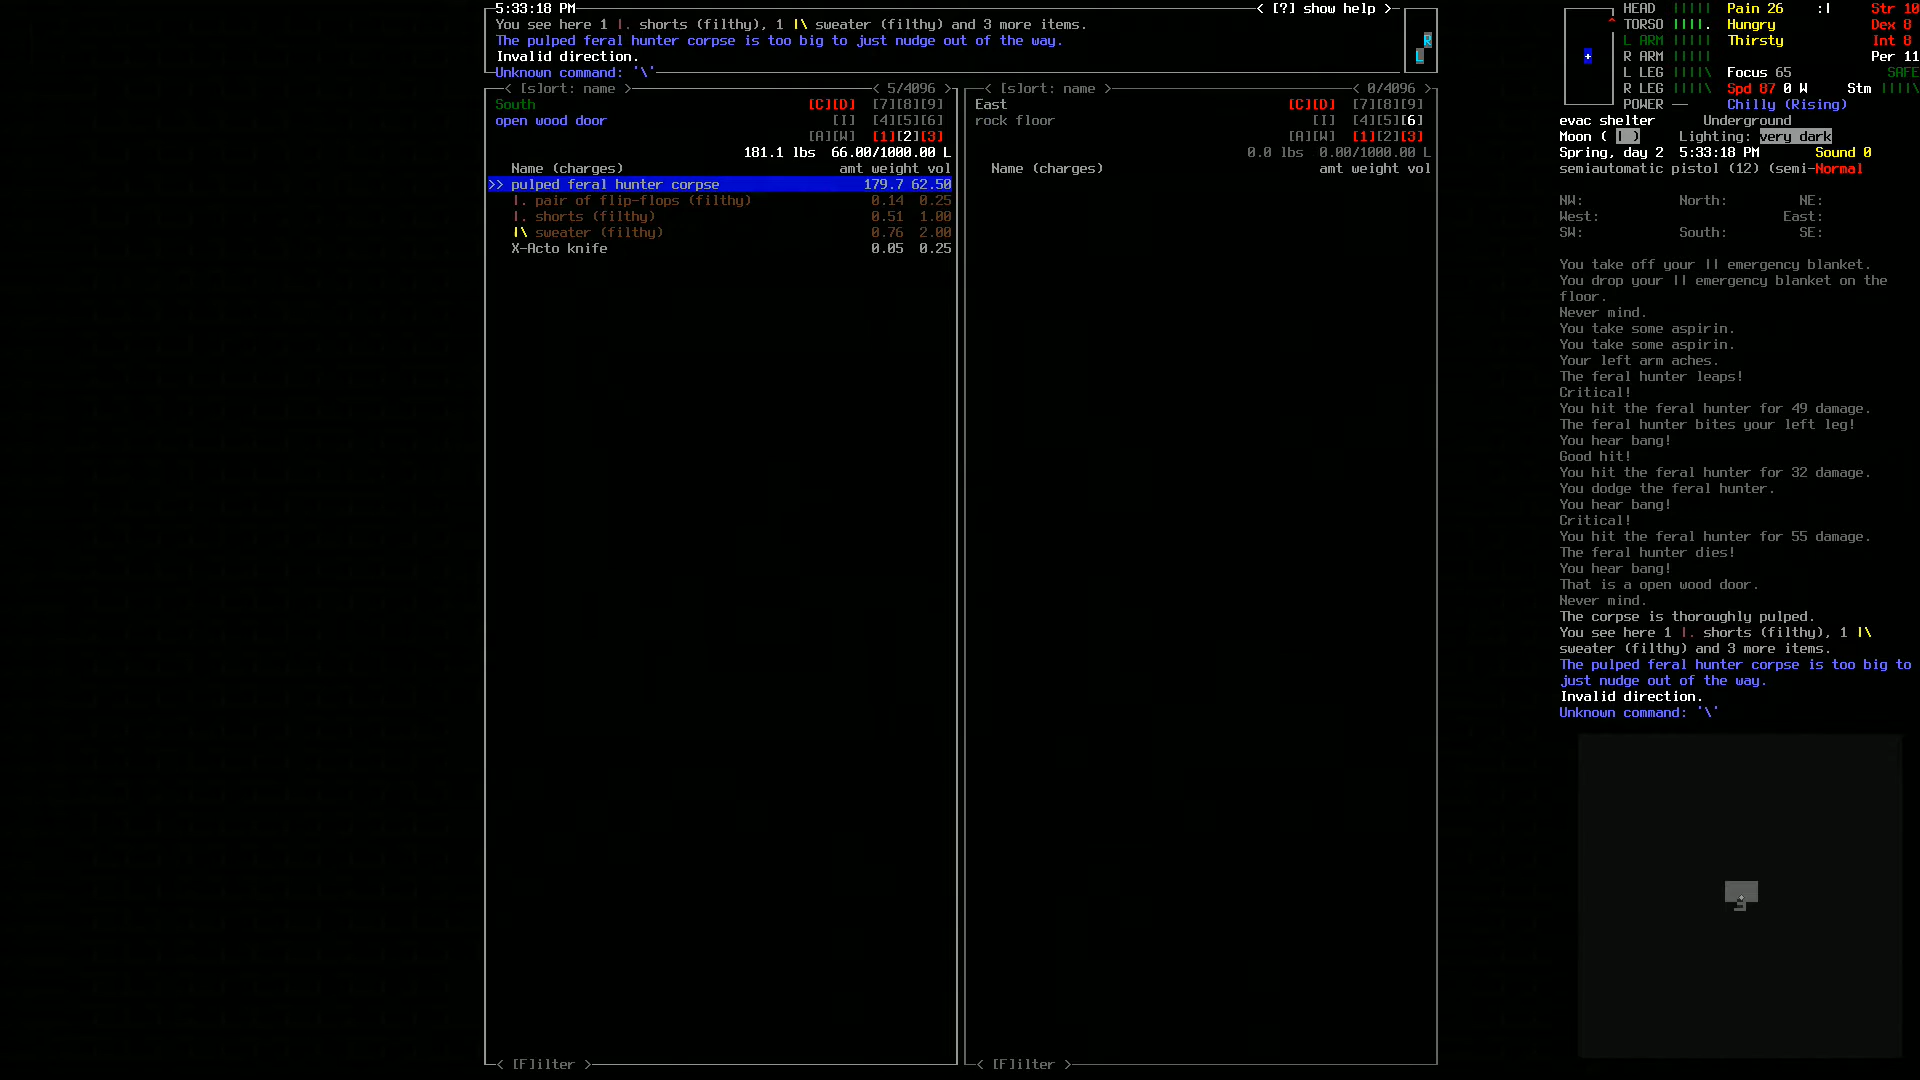 5:33:18 PM < [?] show help >
You see here 1 |. shorts (filthy), 1 |\ sweater (filthy) and 3 more items.
The pulped feral hunter corpse is too big to just nudge out of the way.
Invalid direction.
Unknown command: '\'
R
L
< [s]ort: name > < 5/4096 >
South [C][D] [7][8][9]
open wood door [I] [4][5][6]
[A][W] [1][2][3]
181.1 lbs 66.00/1000.00 L
Name (charges) amt weight vol
>> pulped feral hunter corpse 179.7 62.50
|. pair of flip-flops (filthy) 0.14 0.25
|. shorts (filthy) 0.51 1.00
|\ sweater (filthy) 0.76 2.00
X-Acto knife 0.05 0.25
< [F]ilter >
< [s]ort: name > < 0/4096 >
East [C][D] [7][8][9]
rock floor [I] [4][5][6]
[A][W] [1][2][3]
0.0 lbs 0.00/1000.00 L
Name (charges) amt weight vol
< [F]ilter >
HEAD ||||| Pain 26 :| Str 10
TORSO ||||. Hungry Dex 8
L ARM ||||| Thirsty Int 8
R ARM ||||| Per 11
L LEG ||||\ Focus 65 SAFE
R LEG ||||\ Spd 87 0 W Stm ||||\
POWER -- Chilly (Rising)
evac shelter Underground
Moon ( | ) Lighting: very dark
Spring, day 2 5:33:18 PM Sound 0
semiautomatic pistol (12) (semi-Normal
NW: North: NE:
West: East:
SW: South: SE:
You take off your || emergency blanket.
You drop your || emergency blanket on the
floor.
Never mind.
You take some aspirin.
You take some aspirin.
Your left arm aches.
The feral hunter leaps!
Critical!
You hit the feral hunter for 49 damage.
The feral hunter bites your left leg!
You hear bang!
Good hit!
You hit the feral hunter for 32 damage.
You dodge the feral hunter.
You hear bang!
Critical!
You hit the feral hunter for 55 damage.
The feral hunter dies!
You hear bang!
That is a open wood door.
Never mind.
The corpse is thoroughly pulped.
You see here 1 |. shorts (filthy), 1 |\
sweater (filthy) and 3 more items.
The pulped feral hunter corpse is too big to
just nudge out of the way.
Invalid direction.
Unknown command: '\'